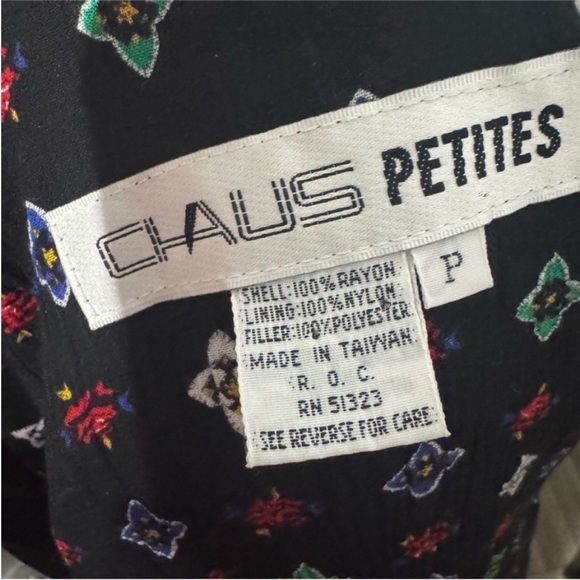 CHAUS PETITES
P
SHELL:100% RAYON
LINING:100% NYLON
FILLER:100% POLYESTER
MADE IN TAIWAN
R. O. C.
RN 51323
SEE REVERSE FOR CARE